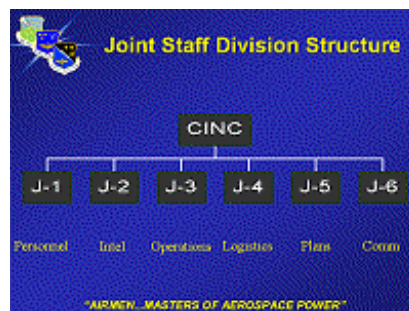 Joint Staff Division Structure
CINC
J-1 J-2 J-3 J-4 J-5 J-6
Personnel Intel Operations Logistics Plans Comm
"AIRMEN...MASTERS OF AEROSPACE POWER"